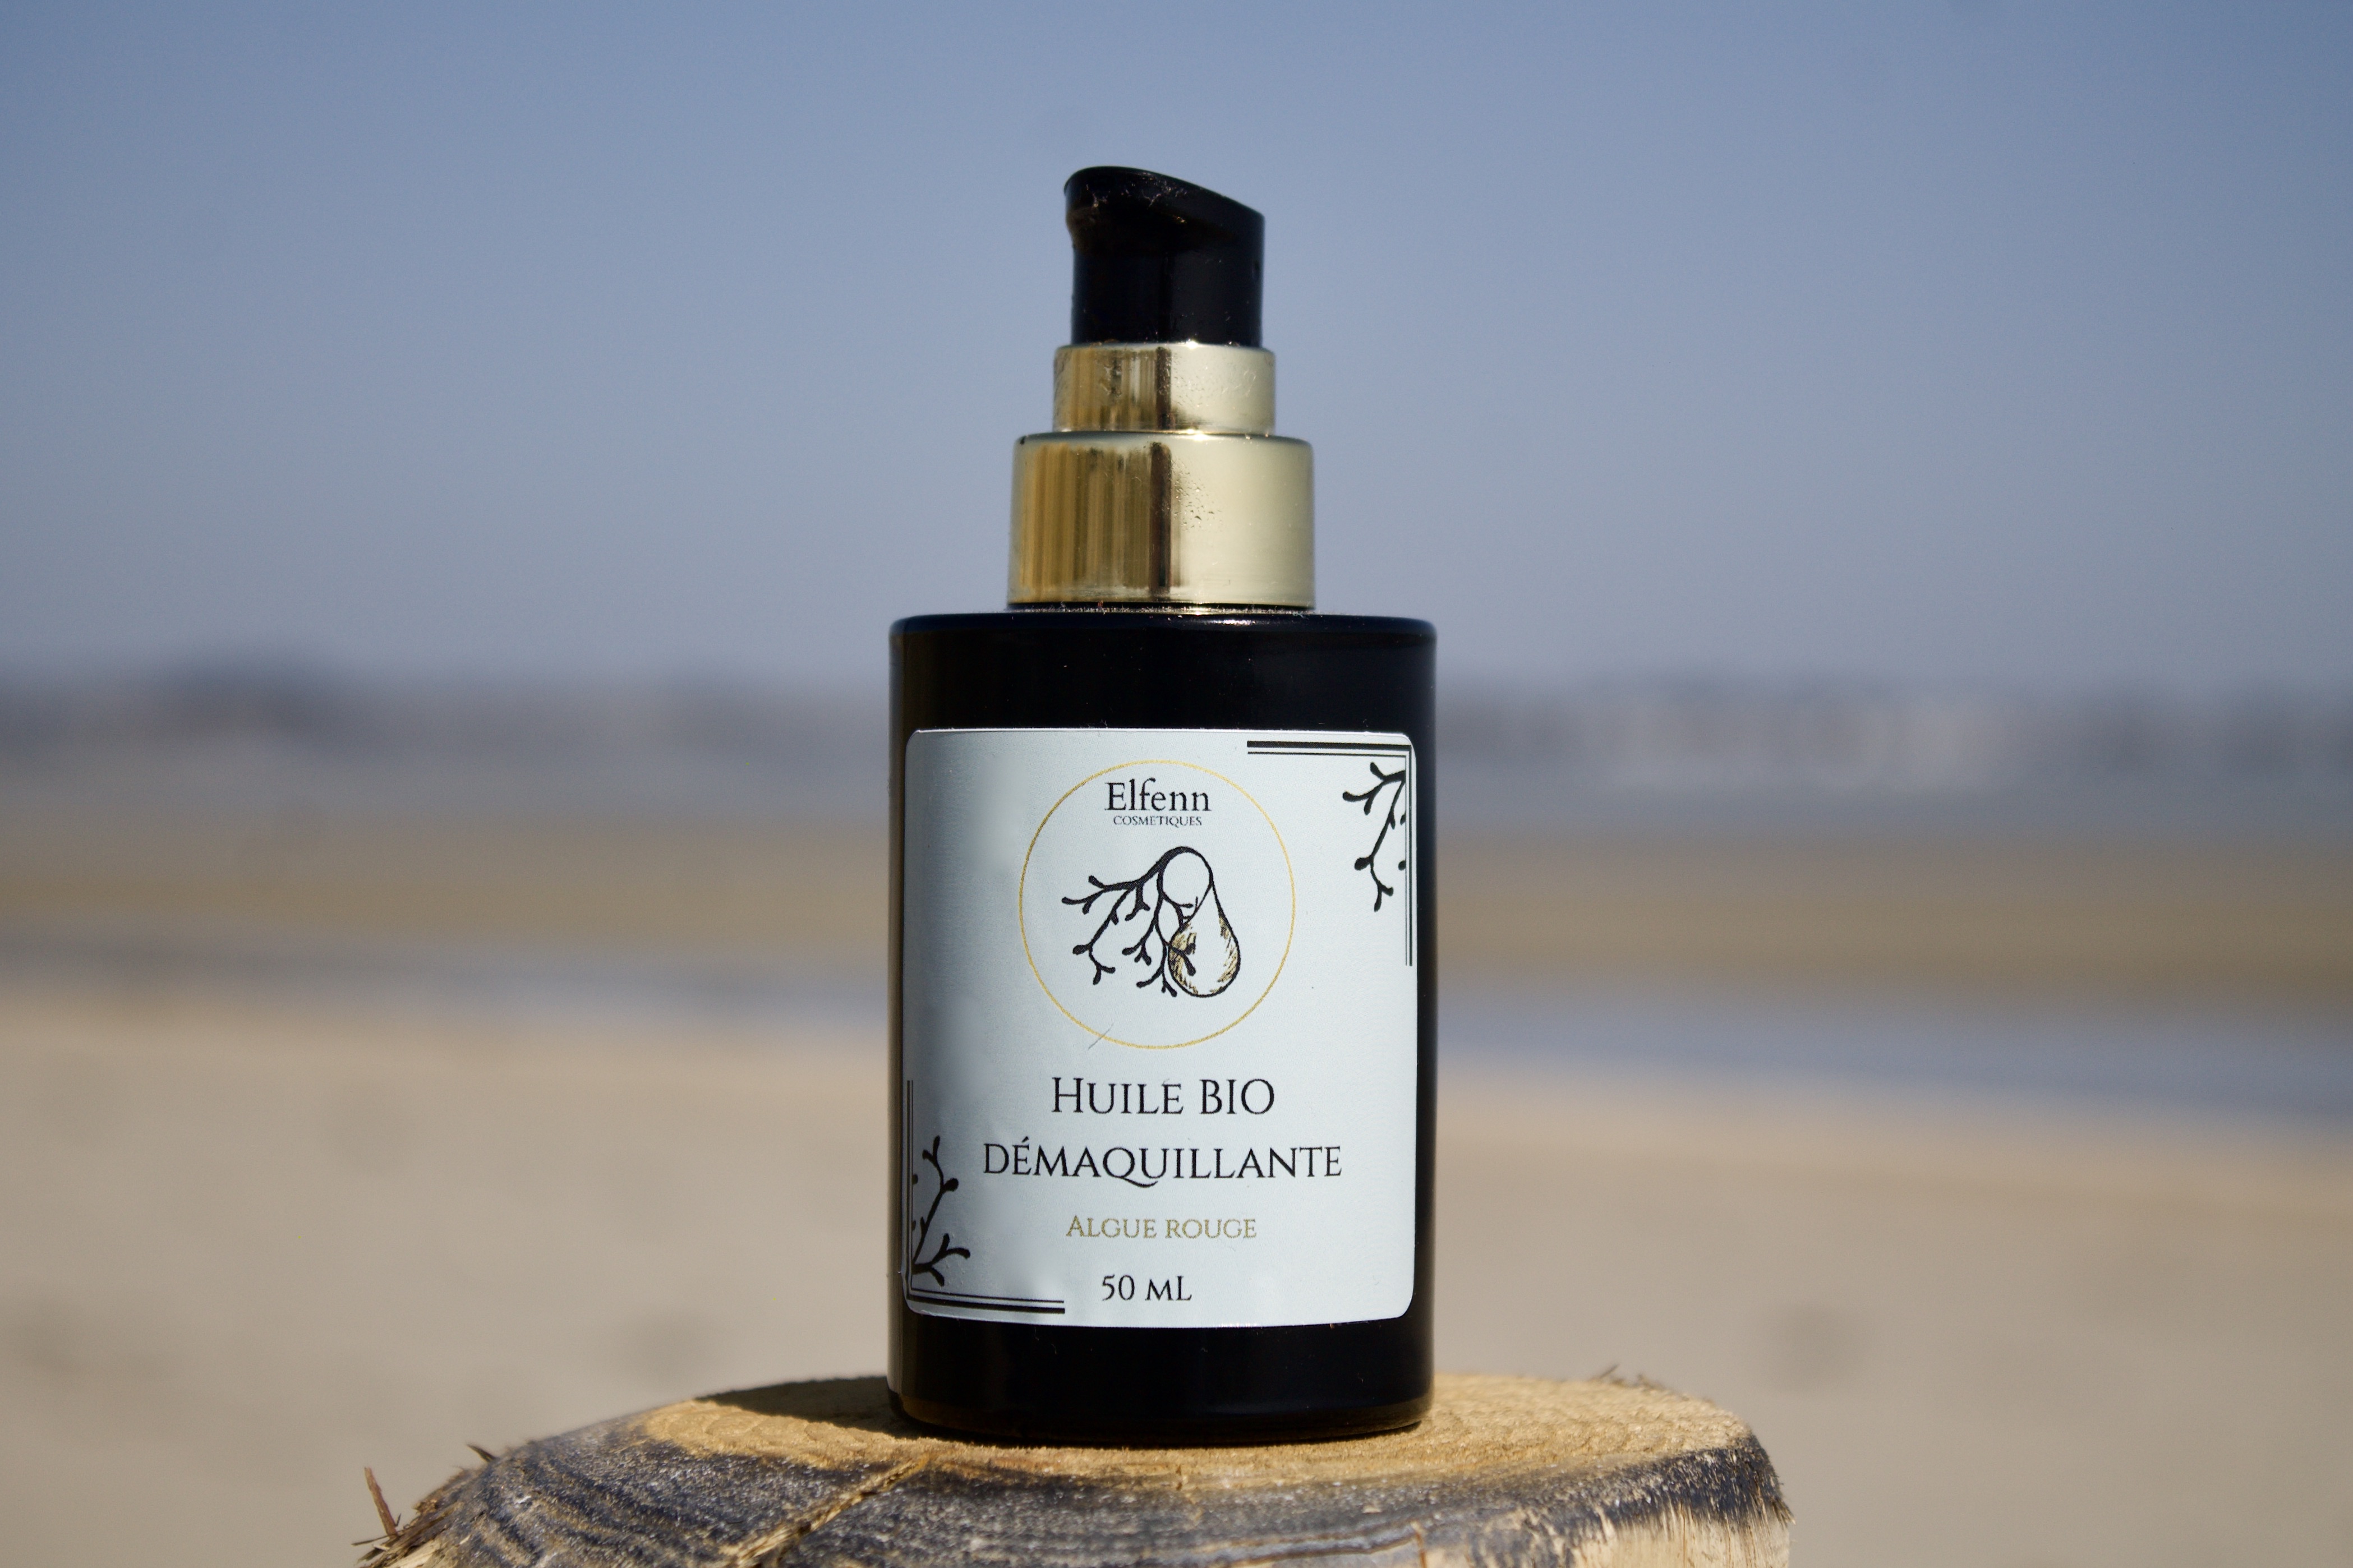 Elfenn
COSMETIQUES
Huile BIO
démaquillante
Algue rouge
50 mL